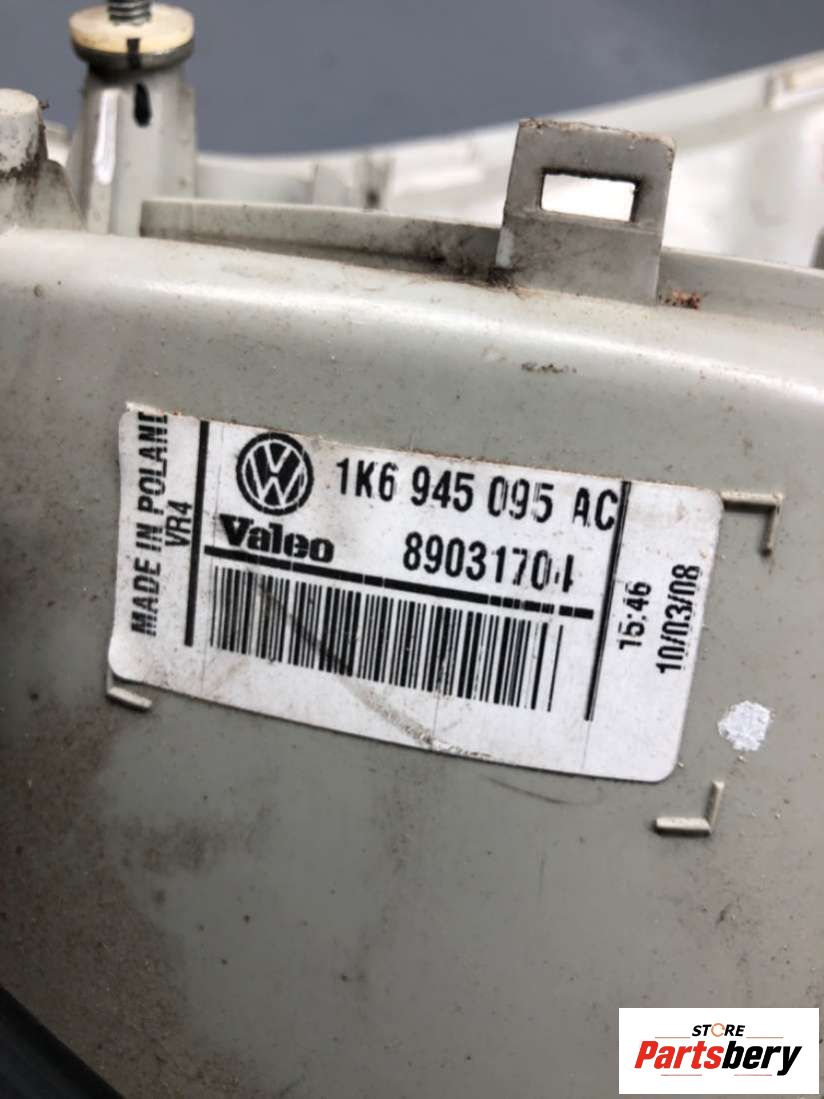 MADE IN POLAND
VR4
1K6 945 095 AC
Valeo
89031704
15:46
10/03/08
STORE
Partsbery